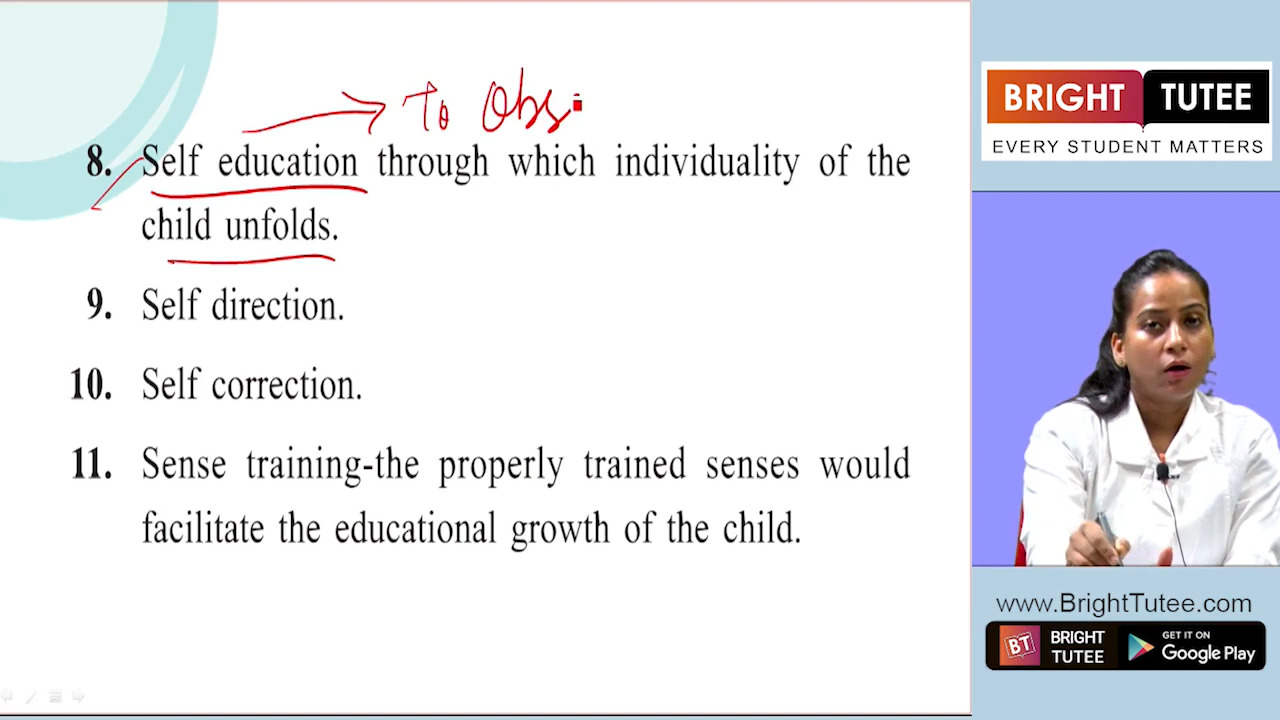 To Obs
8. Self education through which individuality of the
child unfolds.
9. Self direction.
10. Self correction.
11. Sense training-the properly trained senses would
facilitate the educational growth of the child.
BRIGHT TUTEE
EVERY STUDENT MATTERS
www.BrightTutee.com
BT BRIGHT TUTEE
GET IT ON
Google Play